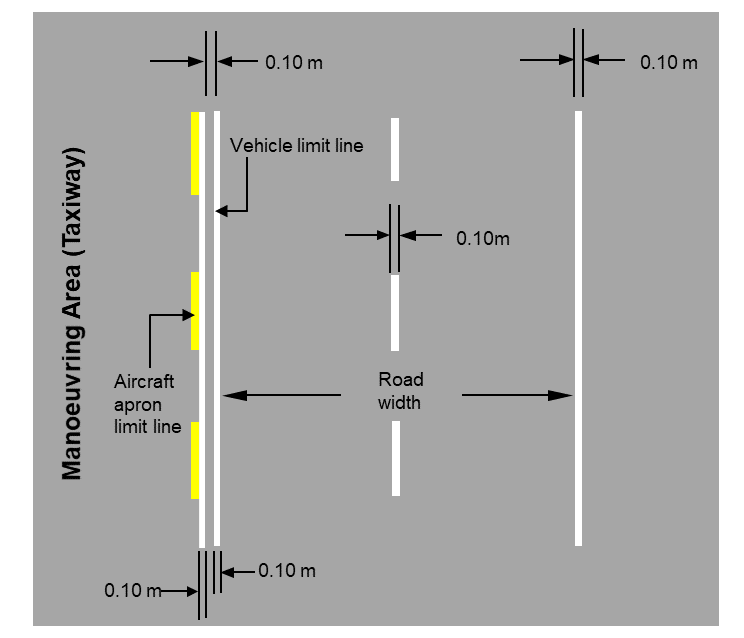 0.10 m
0.10 m
Vehicle limit line
Manoeuvring Area (Taxiway)
0.10m
Aircraft
apron
limit line
Road
width
0.10 m
0.10 m